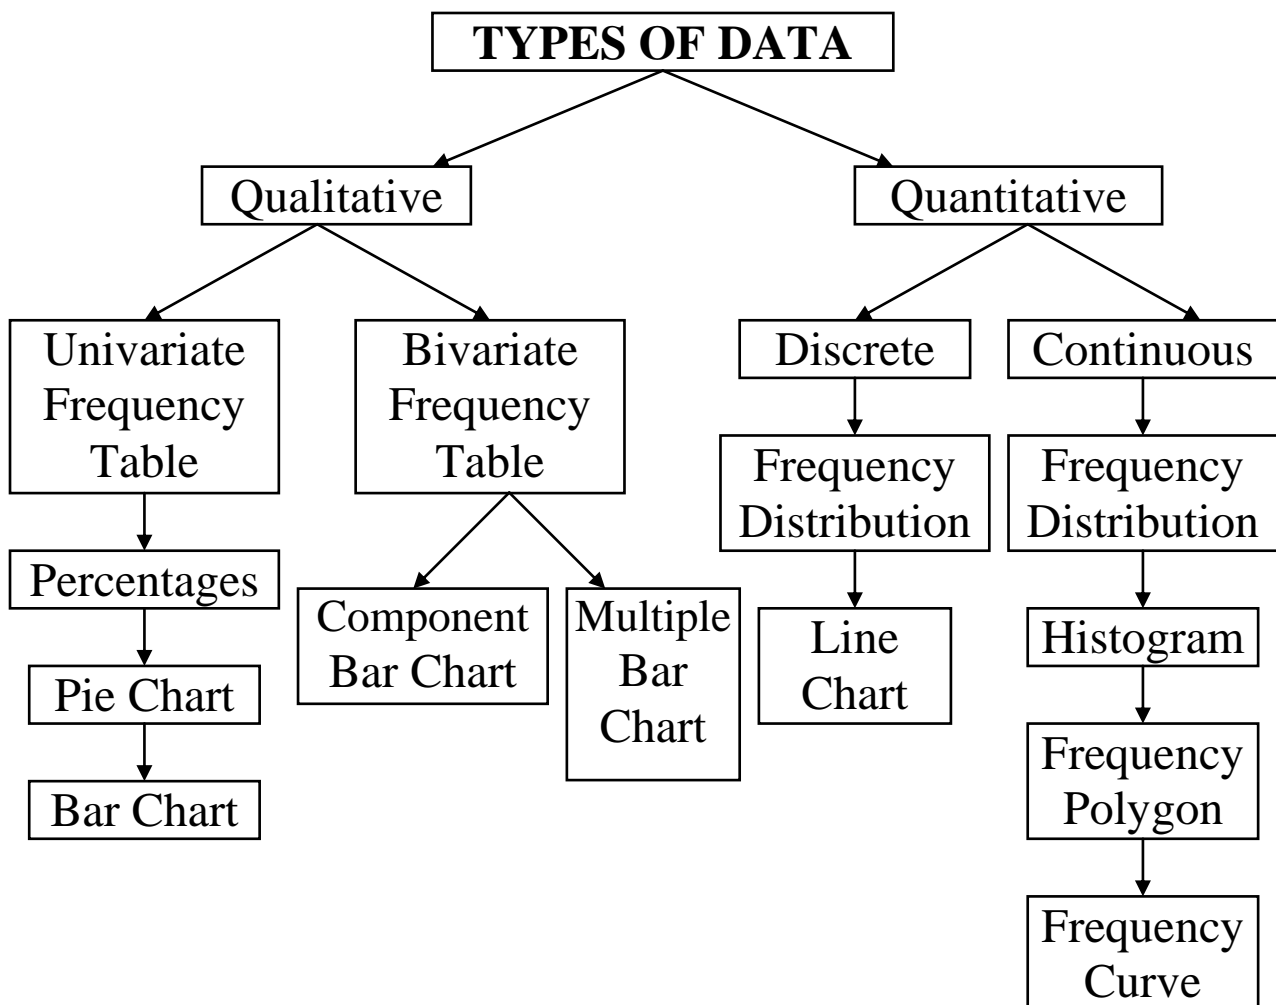 TYPES OF DATA
Qualitative
Quantitative
Univariate
Frequency
Table
Bivariate
Frequency
Table
Discrete
Continuous
Frequency
Distribution
Frequency
Distribution
Percentages
Component
Bar Chart
Multiple
Bar
Chart
Line
Chart
Histogram
Pie Chart
Frequency
Polygon
Bar Chart
Frequency
Curve